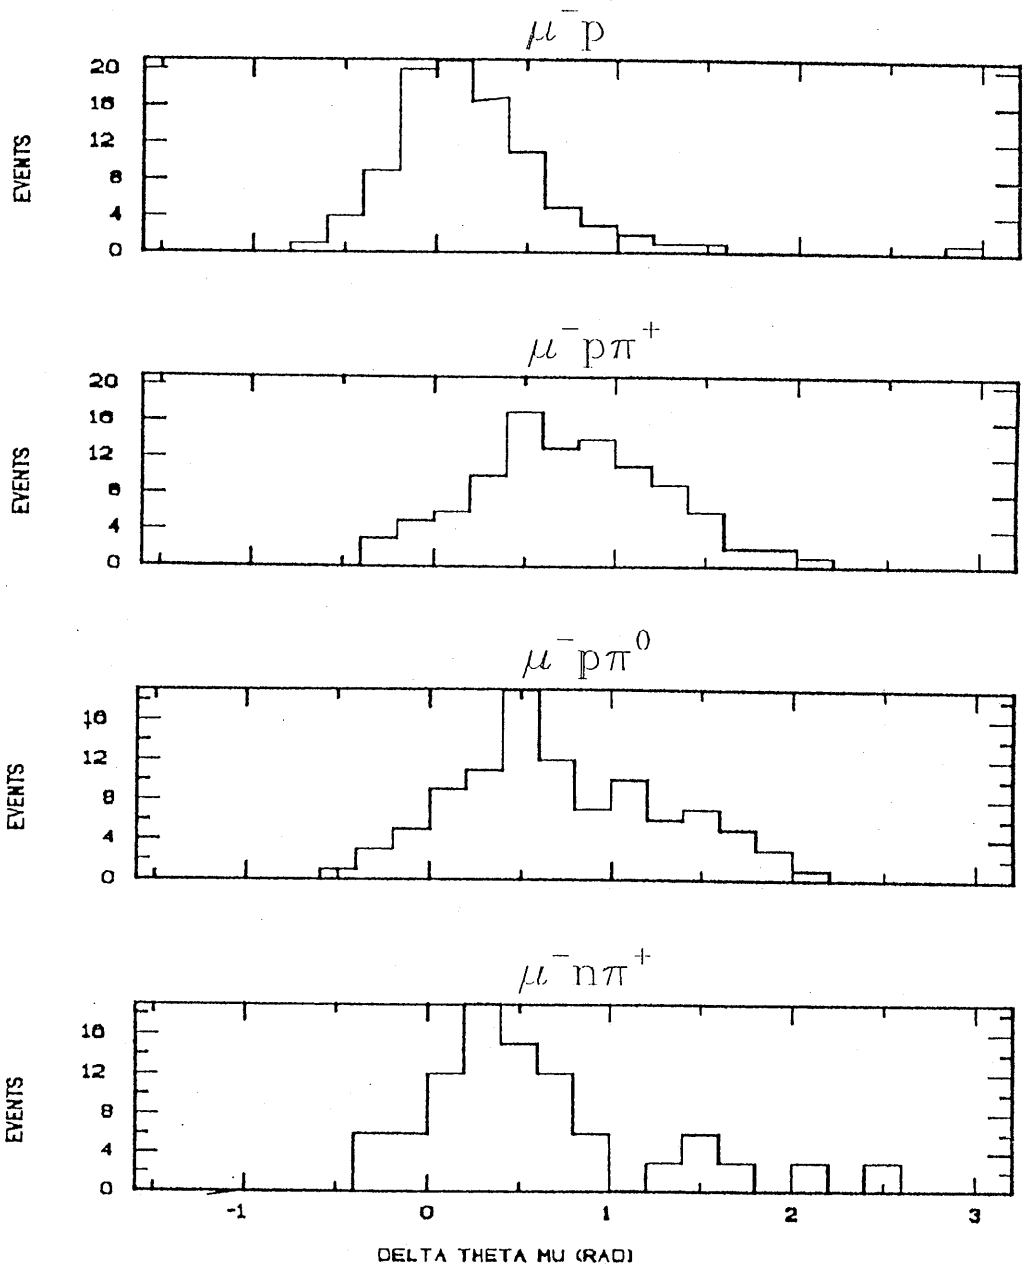 μ⁻p
20
16
12
8
4
0
EVENTS
μ⁻pπ⁺
20
16
12
8
4
0
EVENTS
μ⁻pπ⁰
16
12
8
4
0
EVENTS
μ⁻nπ⁺
16
12
8
4
0
EVENTS
-1 0 1 2 3
DELTA THETA MU (RAD)